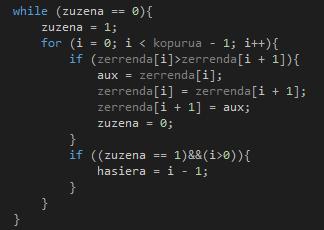 while (zuzena == 0){
    zuzena = 1;
    for (i = 0; i < kopurua - 1; i++){
        if (zerrenda[i]>zerrenda[i + 1]){
            aux = zerrenda[i];
            zerrenda[i] = zerrenda[i + 1];
            zerrenda[i + 1] = aux;
            zuzena = 0;
        }
        if ((zuzena == 1)&&(i>0)){
            hasiera = i - 1;
        }
    }
}